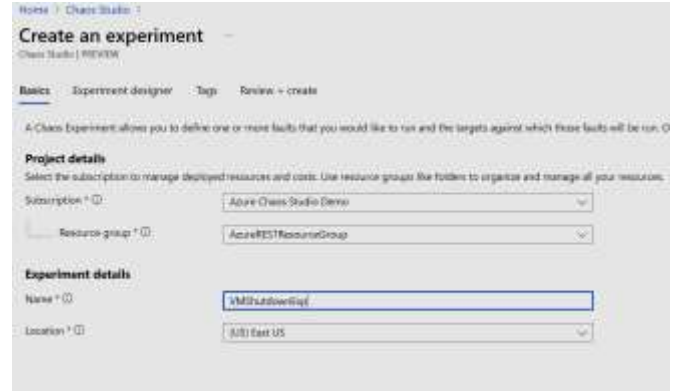 Home > Chaos Studio >
Create an experiment ...
Chaos Studio | PREVIEW
Basics Experiment designer Tags Review + create
A Chaos Experiment allows you to define one or more faults that you would like to run and the targets against which those faults will be run. O
Project details
Select the subscription to manage deployed resources and costs. Use resource groups like folders to organize and manage all your resources.
Subscription *
Azure Chaos Studio Demo
Resource group *
AzureRESTResourceGroup
Experiment details
Name *
VMShutdownExp
Location *
(US) East US